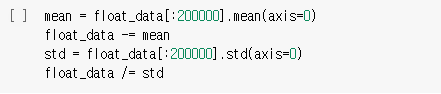 [ ] mean = float_data[:200000].mean(axis=0)
float_data -= mean
std = float_data[:200000].std(axis=0)
float_data /= std